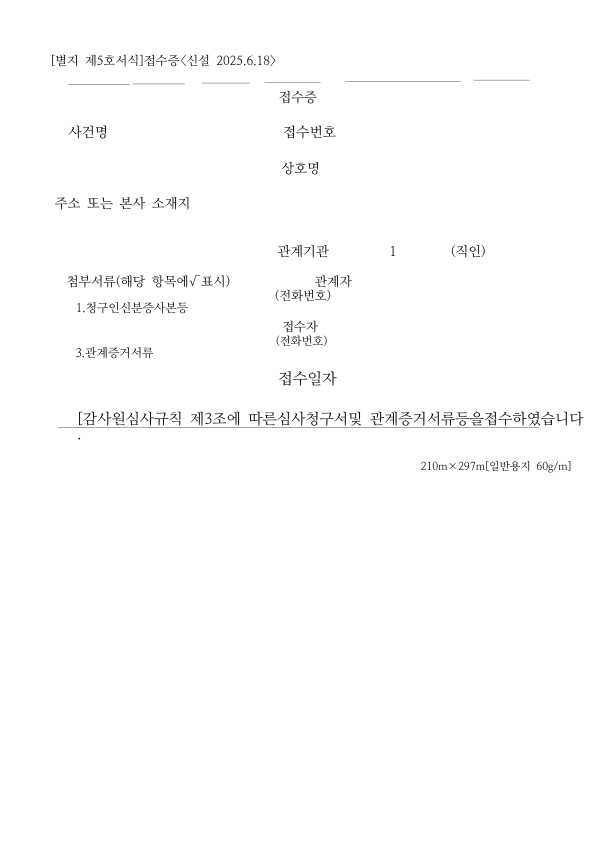 [별지 제5호서식]접수증〈신설 2025.6.18〉
접수증
사건명 접수번호
상호명
주소 또는 본사 소재지
관계기관 1 (직인)
첨부서류(해당 항목에√표시) 관계자
(전화번호)
1.청구인신분증사본등
접수자
(전화번호)
3.관계증거서류
접수일자
[감사원심사규칙 제3조에 따른심사청구서및 관계증거서류등을접수하였습니다
.
210m×297m[일반용지 60g/m]